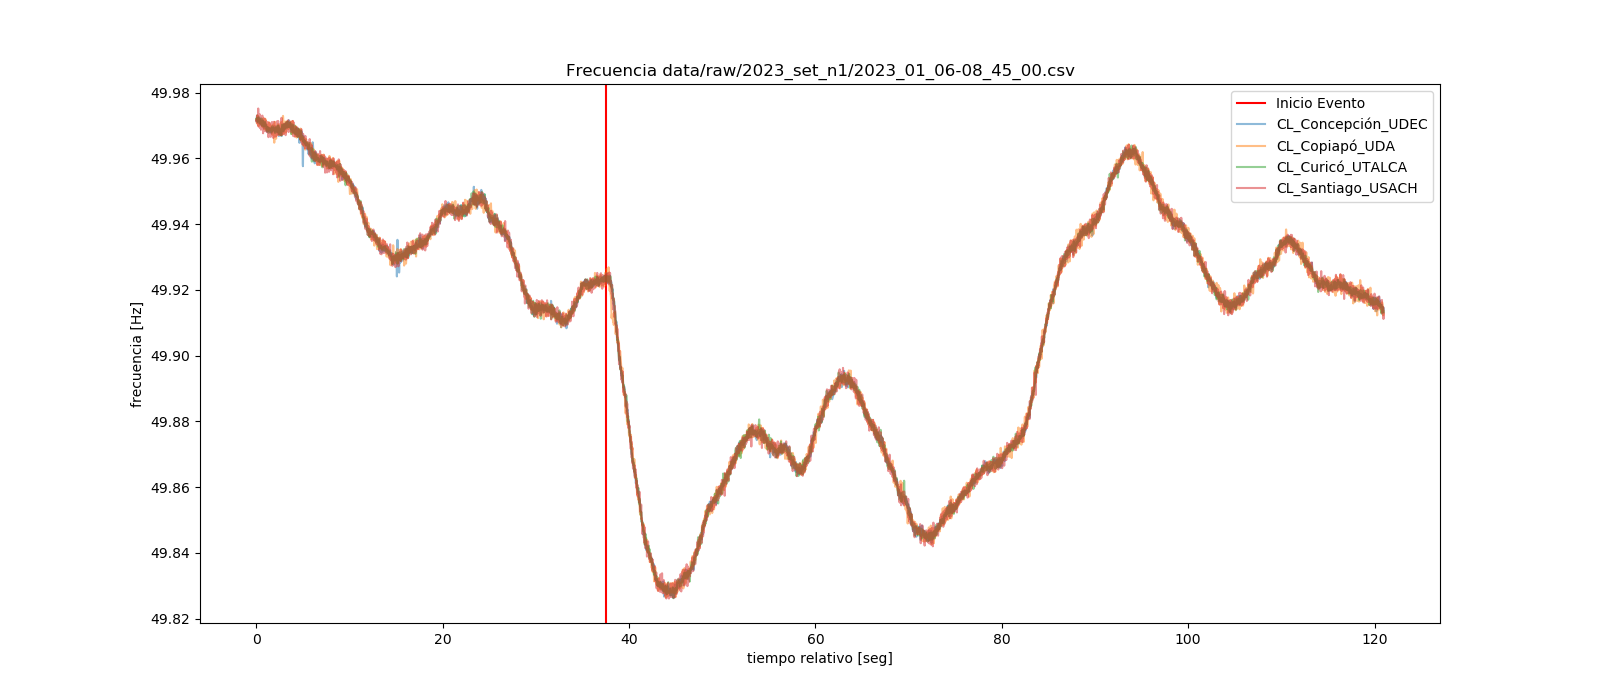 Frecuencia data/raw/2023_set_n1/2023_01_06-08_45_00.csv
49.98
49.96
49.94
49.92
49.90
49.88
49.86
49.84
49.82
frecuencia [Hz]
Inicio Evento
CL_Concepción_UDEC
CL_Copiapó_UDA
CL_Curicó_UTALCA
CL_Santiago_USACH
0 20 40 60 80 100 120
tiempo relativo [seg]